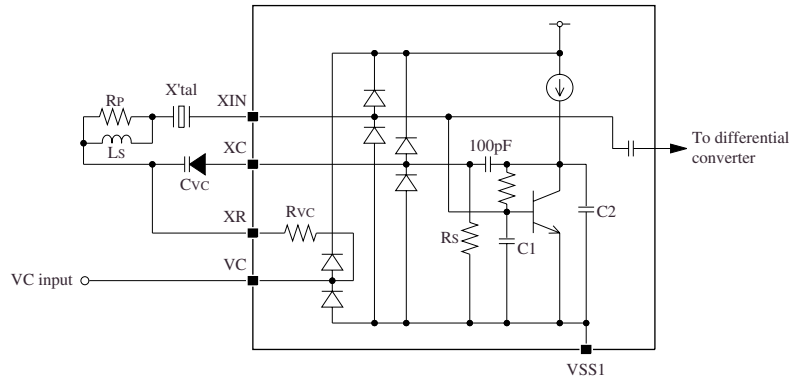 X'tal
RP
XIN
LS
XC
100pF
To differential
converter
CVC
XR
RVC
RS
C1
C2
VC
VC input
VSS1